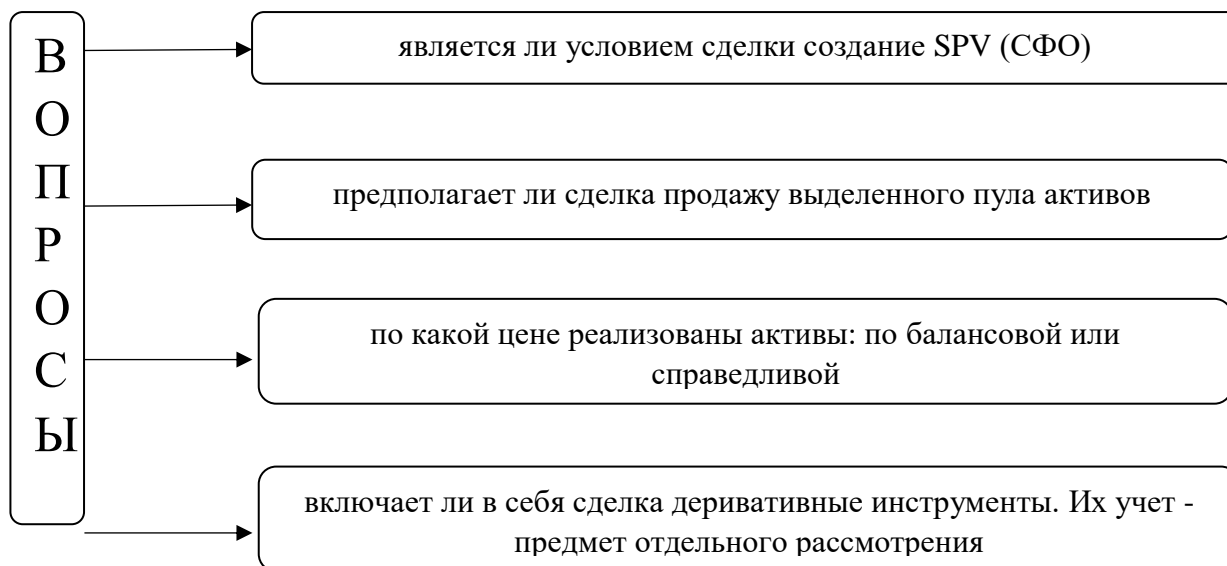 ВОПРОСЫ
является ли условием сделки создание SPV (СФО)
предполагает ли сделка продажу выделенного пула активов
по какой цене реализованы активы: по балансовой или
справедливой
включает ли в себя сделка деривативные инструменты. Их учет -
предмет отдельного рассмотрения